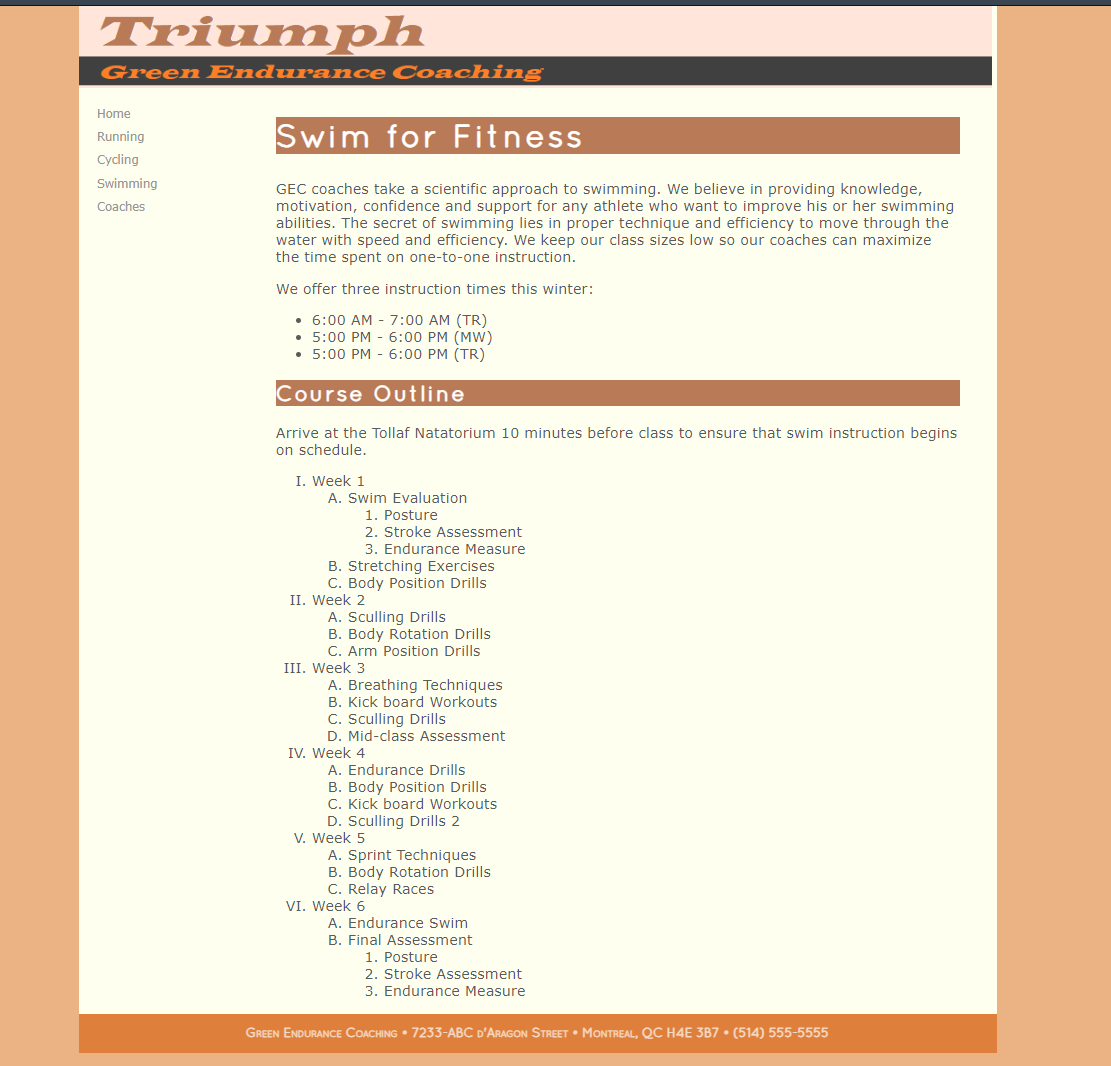 Triumph
Green Endurance Coaching
Home
Running
Cycling
Swimming
Coaches
Swim for Fitness
GEC coaches take a scientific approach to swimming. We believe in providing knowledge,
motivation, confidence and support for any athlete who want to improve his or her swimming
abilities. The secret of swimming lies in proper technique and efficiency to move through the
water with speed and efficiency. We keep our class sizes low so our coaches can maximize
the time spent on one-to-one instruction.
We offer three instruction times this winter:
• 6:00 AM - 7:00 AM (TR)
• 5:00 PM - 6:00 PM (MW)
• 5:00 PM - 6:00 PM (TR)
Course Outline
Arrive at the Tollaf Natatorium 10 minutes before class to ensure that swim instruction begins
on schedule.
I. Week 1
A. Swim Evaluation
1. Posture
2. Stroke Assessment
3. Endurance Measure
B. Stretching Exercises
C. Body Position Drills
II. Week 2
A. Sculling Drills
B. Body Rotation Drills
C. Arm Position Drills
III. Week 3
A. Breathing Techniques
B. Kick board Workouts
C. Sculling Drills
D. Mid-class Assessment
IV. Week 4
A. Endurance Drills
B. Body Position Drills
C. Kick board Workouts
D. Sculling Drills 2
V. Week 5
A. Sprint Techniques
B. Body Rotation Drills
C. Relay Races
VI. Week 6
A. Endurance Swim
B. Final Assessment
1. Posture
2. Stroke Assessment
3. Endurance Measure
Green Endurance Coaching • 7233-ABC d'Aragon Street • Montreal, QC H4E 3B7 • (514) 555-5555